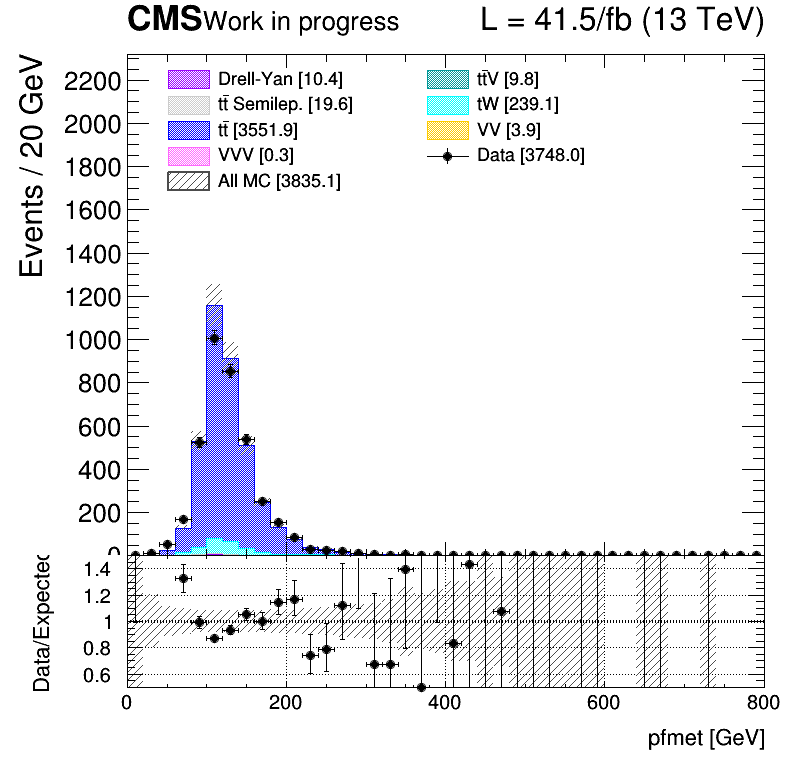 CMS Work in progress L = 41.5/fb (13 TeV)
Events / 20 GeV
2200
2000
1800
1600
1400
1200
1000
800
600
400
200
0
Drell-Yan [10.4]
tt̄ Semilep. [19.6]
tt̄ [3551.9]
VVV [0.3]
All MC [3835.1]
tt̄V [9.8]
tW [239.1]
VV [3.9]
Data [3748.0]
Data/Expected
1.4
1.2
1
0.8
0.6
0 200 400 600 800
pfmet [GeV]